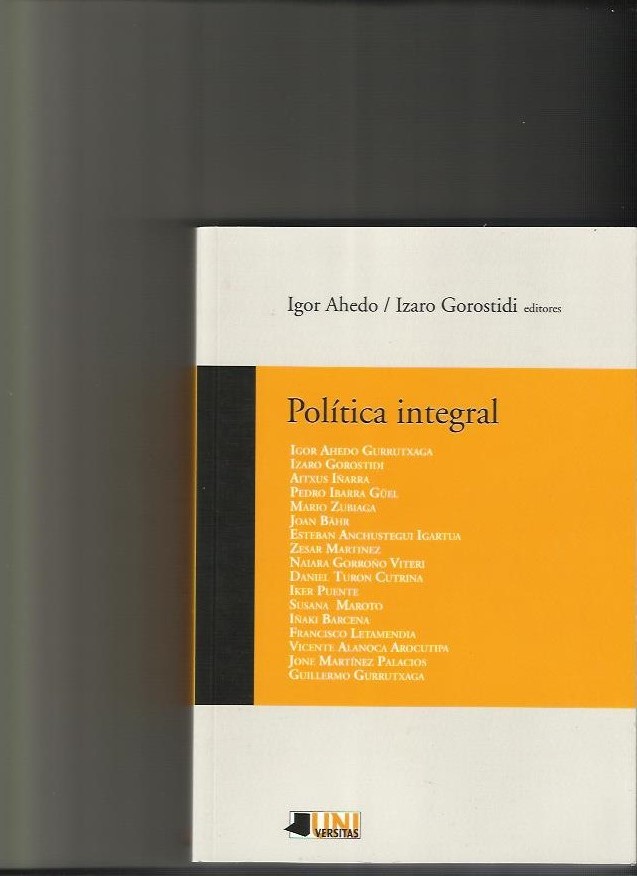 Igor Ahedo / Izaro Gorostidi editores
Política integral
IGOR AHEDO GURRUTXAGA
IZARO GOROSTIDI
AITXUS IÑARRA
PEDRO IBARRA GÜEL
MARIO ZUBIAGA
JOAN BÄHR
ESTEBAN ANCHUSTEGUI IGARTUA
ZESAR MARTINEZ
NAIARA GORROÑO VITERI
DANIEL TURON CUTRINA
IKER PUENTE
SUSANA MAROTO
IÑAKI BARCENA
FRANCISCO LETAMENDIA
VICENTE ALANOCA AROCUTIPA
JONE MARTÍNEZ PALACIOS
GUILLERMO GURRUTXAGA
UNI
VERSITAS